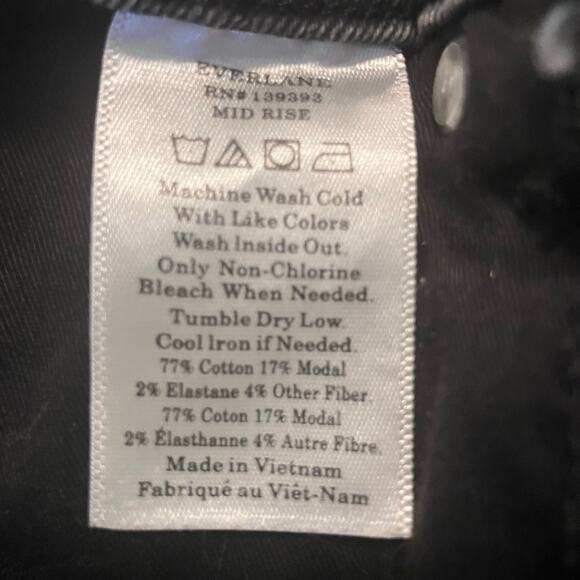 EVERLANE
RN# 139393
MID RISE
Machine Wash Cold
With Like Colors
Wash Inside Out.
Only Non-Chlorine
Bleach When Needed.
Tumble Dry Low.
Cool Iron if Needed.
77% Cotton 17% Modal
2% Elastane 4% Other Fiber.
77% Coton 17% Modal
2% Élasthanne 4% Autre Fibre.
Made in Vietnam
Fabriqué au Viêt-Nam